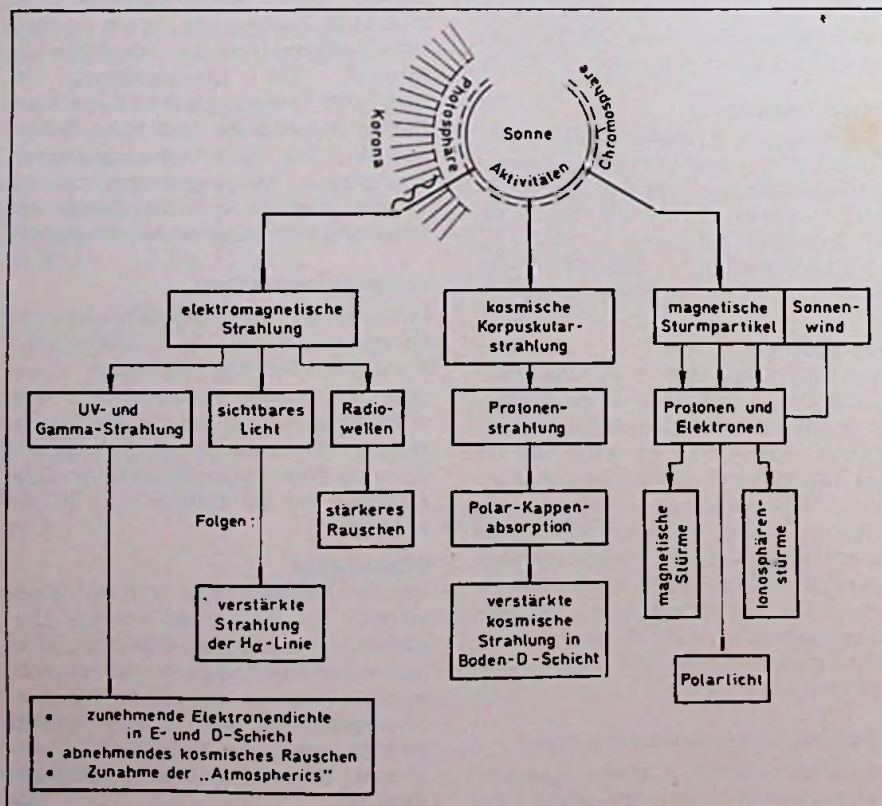 Korona
Photosphäre
Chromosphäre
Sonne
Aktivitäten
elektromagnetische
Strahlung
kosmische
Korpuskularstrahlung
magnetische
Sturmpartikel
Sonnen-
wind
UV- und
Gamma-Strahlung
sichtbares
Licht
Radio-
wellen
Protonen-
strahlung
Protonen und
Elektronen
Folgen:
stärkeres
Rauschen
Polar-Kappen-
absorption
magnetische
Stürme
Ionosphären-
stürme
verstärkte
Strahlung
der Hα-Linie
verstärkte
kosmische
Strahlung in
Boden-D-Schicht
Polarlicht
• zunehmende Elektronendichte
in E- und D-Schicht
• abnehmendes kosmisches Rauschen
• Zunahme der „Atmospherics"